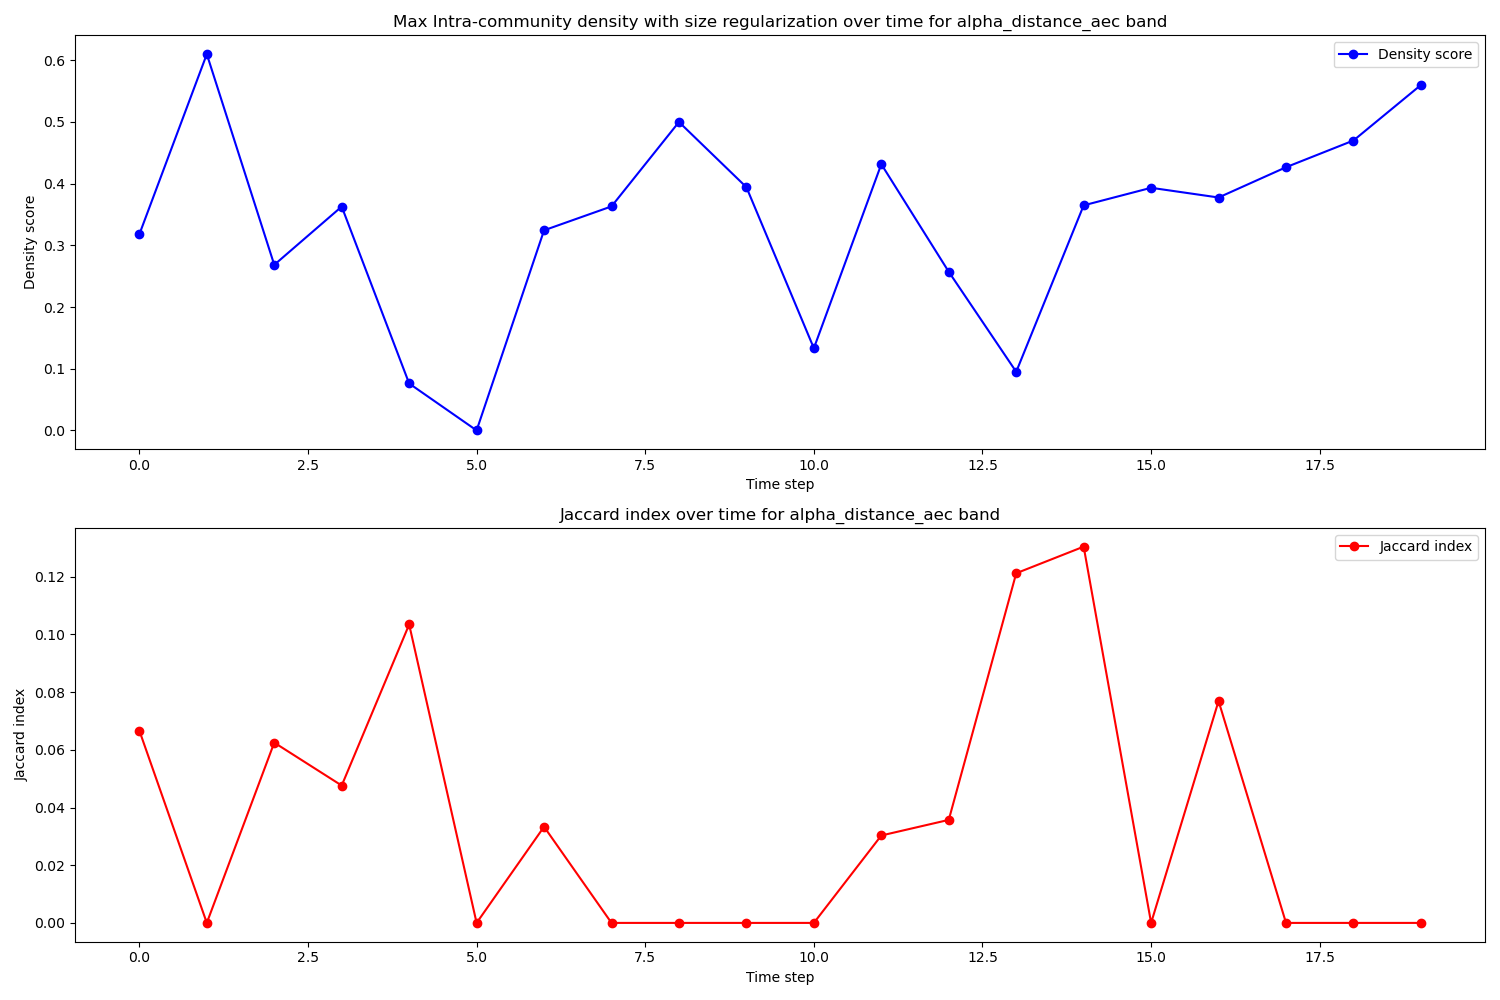 Max Intra-community density with size regularization over time for alpha_distance_aec band
Density score
Density score
0.6
0.5
0.4
0.3
0.2
0.1
0.0
0.0 2.5 5.0 7.5 10.0 12.5 15.0 17.5
Time step
Jaccard index over time for alpha_distance_aec band
Jaccard index
Jaccard index
0.12
0.10
0.08
0.06
0.04
0.02
0.00
0.0 2.5 5.0 7.5 10.0 12.5 15.0 17.5
Time step